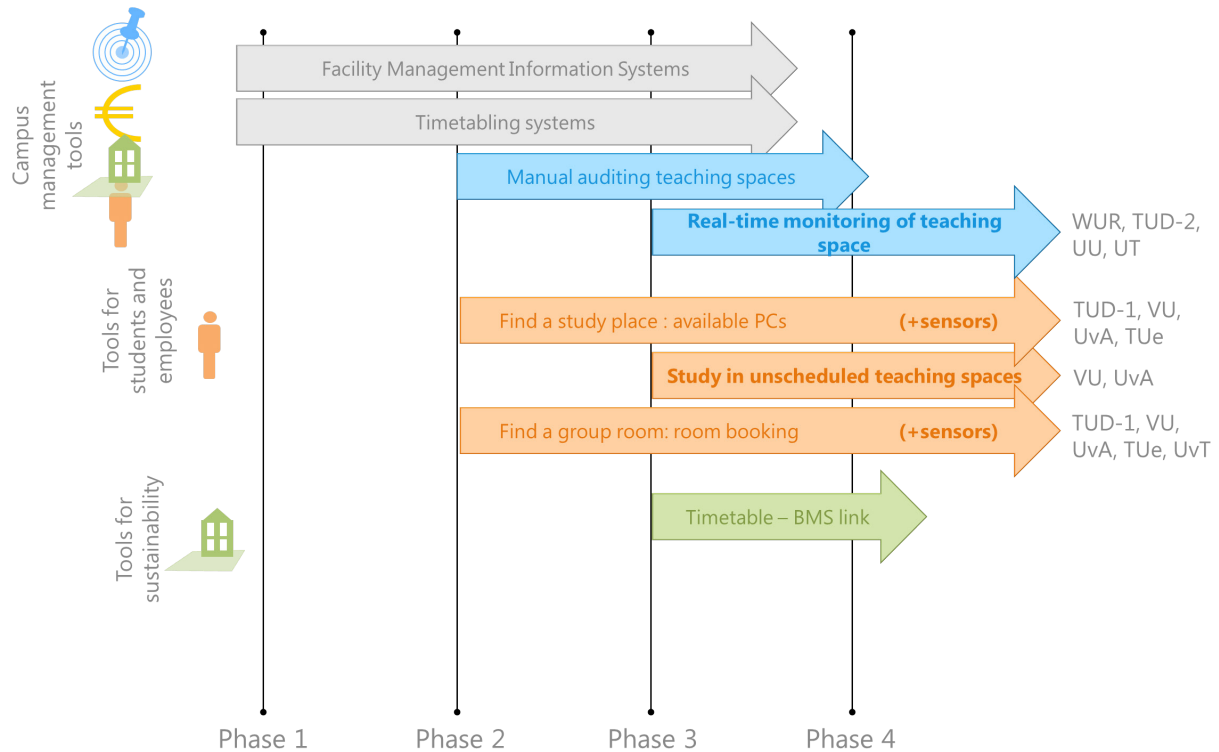 Campus
management
tools
Facility Management Information Systems
Timetabling systems
Manual auditing teaching spaces
Real-time monitoring of teaching
space
WUR, TUD-2,
UU, UT
Tools for
students and
employees
Find a study place : available PCs (+sensors)
TUD-1, VU,
UvA, TUe
Study in unscheduled teaching spaces
VU, UvA
Find a group room: room booking (+sensors)
TUD-1, VU,
UvA, TUe, UvT
Tools for
sustainability
Timetable – BMS link
Phase 1 Phase 2 Phase 3 Phase 4